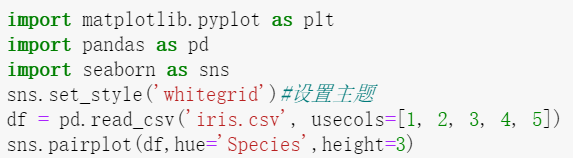 import matplotlib.pyplot as plt
import pandas as pd
import seaborn as sns
sns.set_style('whitegrid')#设置主题
df = pd.read_csv('iris.csv', usecols=[1, 2, 3, 4, 5])
sns.pairplot(df,hue='Species',height=3)